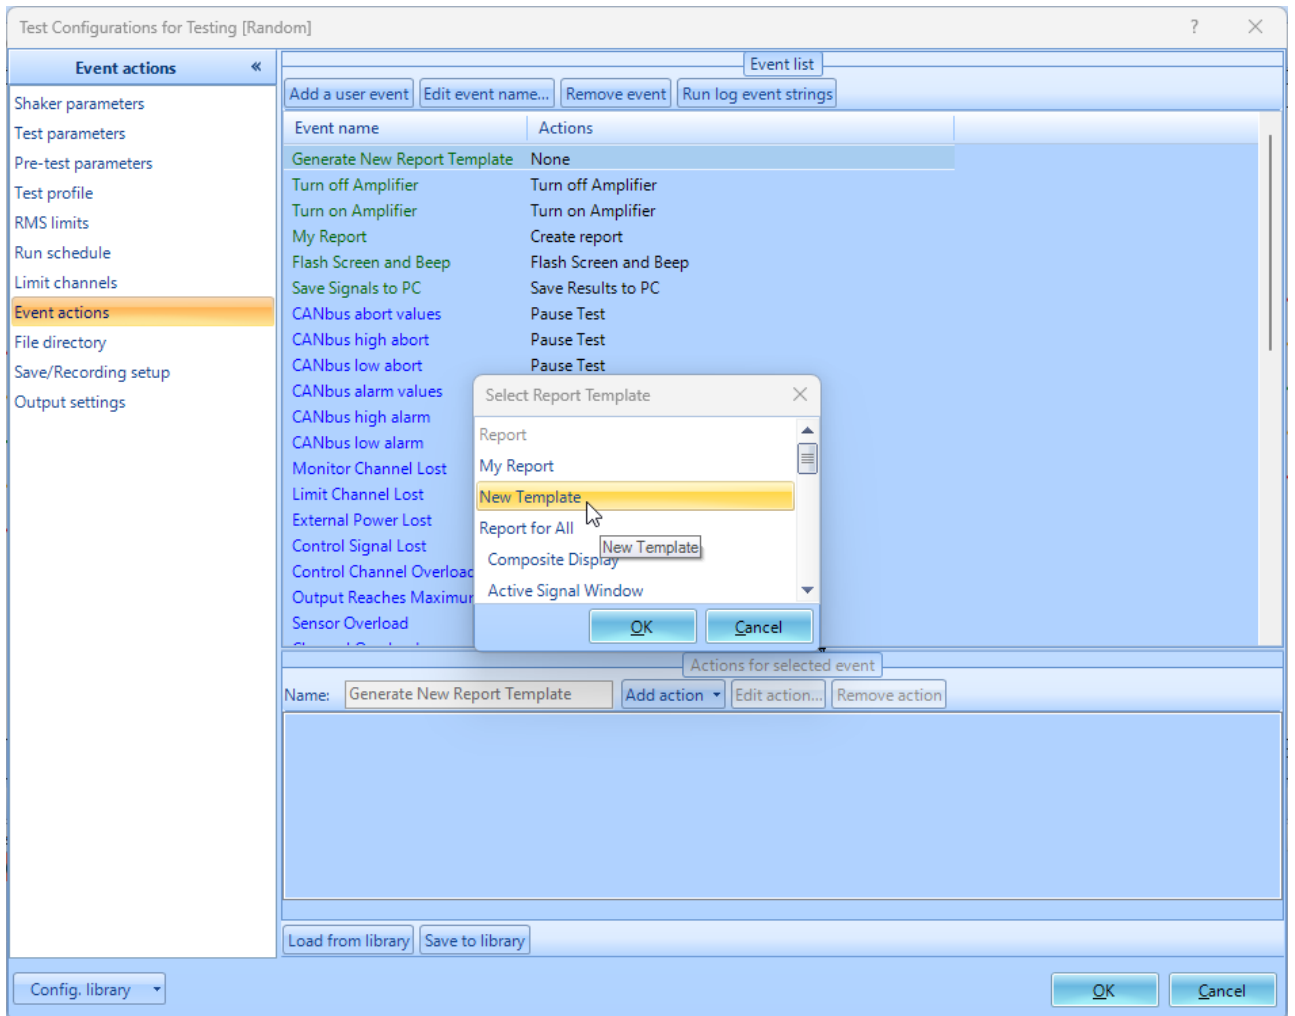 Test Configurations for Testing [Random]
?
Event actions «
Shaker parameters
Test parameters
Pre-test parameters
Test profile
RMS limits
Run schedule
Limit channels
Event actions
File directory
Save/Recording setup
Output settings
Event list
Add a user event Edit event name... Remove event Run log event strings
Event name Actions
Generate New Report Template None
Turn off Amplifier Turn off Amplifier
Turn on Amplifier Turn on Amplifier
My Report Create report
Flash Screen and Beep Flash Screen and Beep
Save Signals to PC Save Results to PC
CANbus abort values Pause Test
CANbus high abort Pause Test
CANbus low abort Pause Test
CANbus alarm values
CANbus high alarm
CANbus low alarm
Monitor Channel Lost
Limit Channel Lost
External Power Lost
Control Signal Lost
Control Channel Overload
Output Reaches Maximum
Sensor Overload
Select Report Template
Report
My Report
New Template
Report for All
New Template
Composite Display
Active Signal Window
OK Cancel
Actions for selected event
Name: Generate New Report Template Add action Edit action... Remove action
Load from library Save to library
Config. library OK Cancel